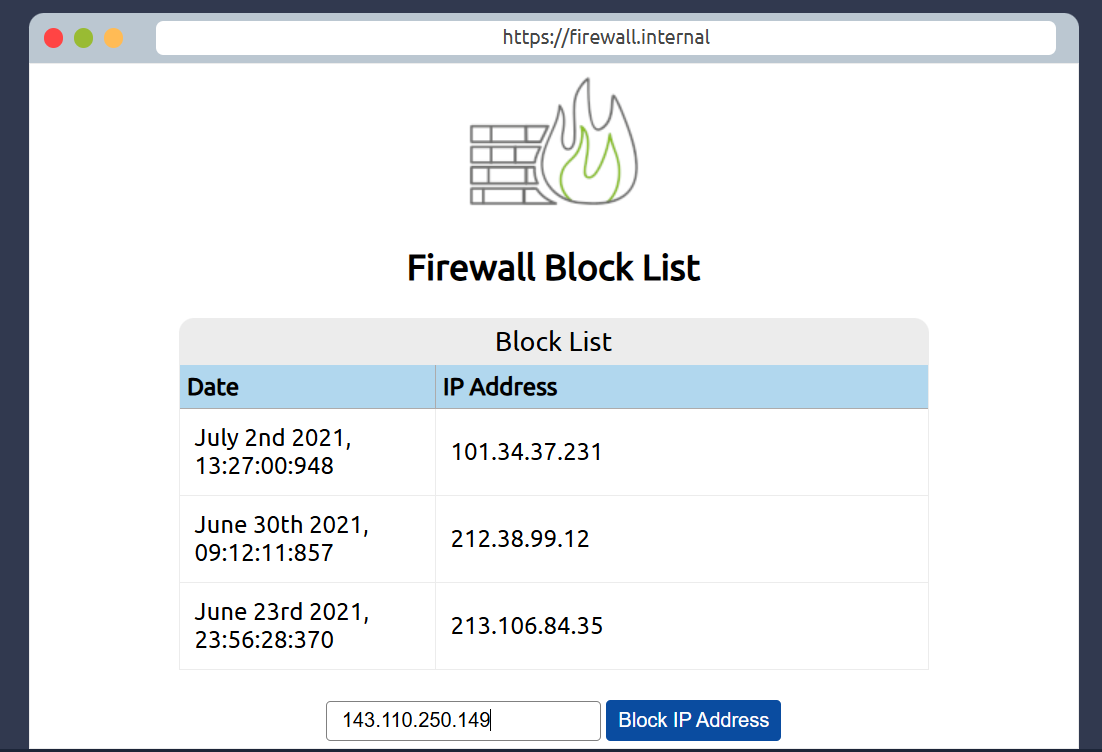 https://firewall.internal
Firewall Block List
Block List
Date IP Address
July 2nd 2021,
13:27:00:948
101.34.37.231
June 30th 2021,
09:12:11:857
212.38.99.12
June 23rd 2021,
23:56:28:370
213.106.84.35
143.110.250.149 Block IP Address